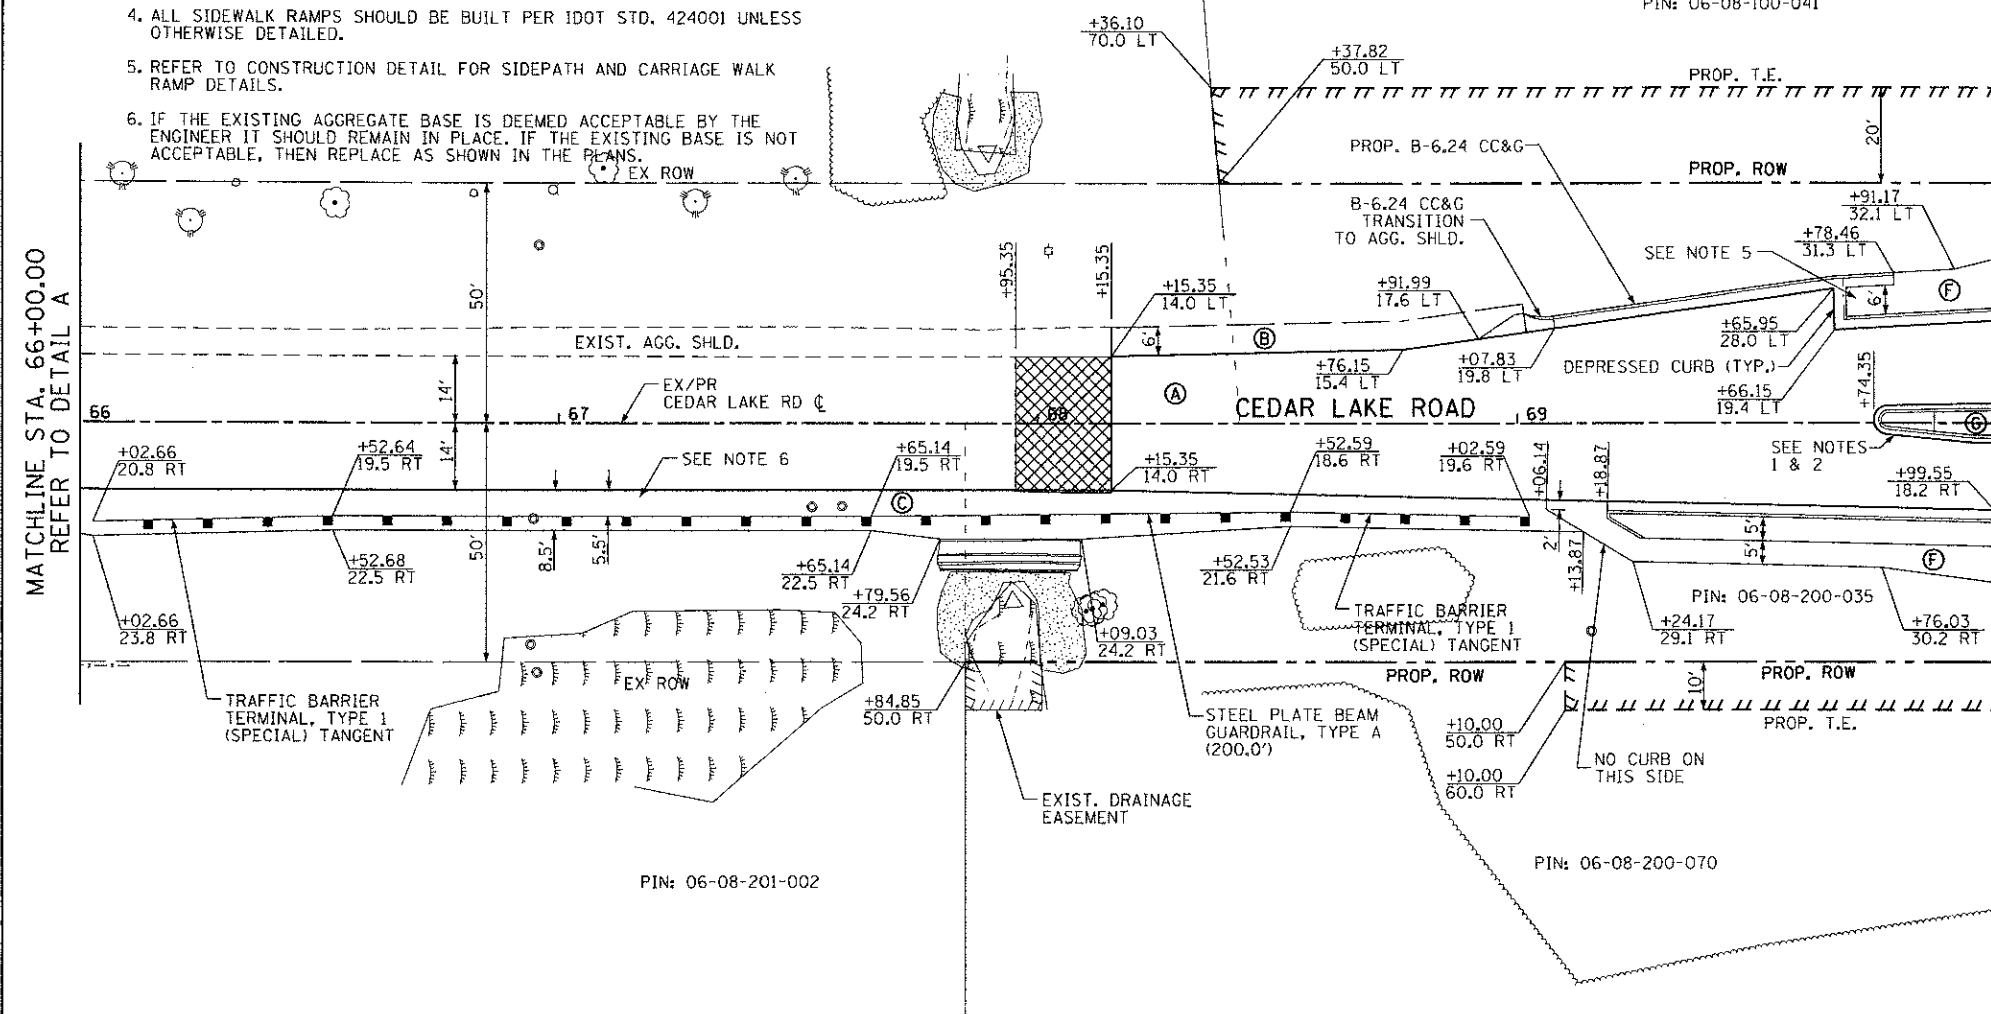 4. ALL SIDEWALK RAMPS SHOULD BE BUILT PER IDOT STD. 424001 UNLESS
OTHERWISE DETAILED.
5. REFER TO CONSTRUCTION DETAIL FOR SIDEPATH AND CARRIAGE WALK
RAMP DETAILS.
6. IF THE EXISTING AGGREGATE BASE IS DEEMED ACCEPTABLE BY THE
ENGINEER IT SHOULD REMAIN IN PLACE. IF THE EXISTING BASE IS NOT
ACCEPTABLE, THEN REPLACE AS SHOWN IN THE PLANS.
EX ROW
+36.10
70.0 LT
+37.82
50.0 LT
PIN: 06-08-100-041
PROP. T.E.
20'
PROP. B-6.24 CC&G
PROP. ROW
B-6.24 CC&G
TRANSITION
TO AGG. SHLD.
+91.17
32.1 LT
+78.46
31.3 LT
SEE NOTE 5
F
6'
MATCHLINE STA. 66+00.00
REFER TO DETAIL A
50'
+95.35
+15.35
+15.35
14.0 LT
+91.99
17.6 LT
EXIST. AGG. SHLD.
6'
B
+65.95
28.0 LT
+76.15
15.4 LT
+07.83
19.8 LT
DEPRESSED CURB (TYP.)
+66.15
19.4 LT
+74.35
14'
EX/PR
CEDAR LAKE RD ℄
A
66
67
68
CEDAR LAKE ROAD
69
G
SEE NOTES
1 & 2
+02.66
20.8 RT
+52.64
19.5 RT
14'
SEE NOTE 6
+65.14
19.5 RT
+15.35
14.0 RT
+52.59
18.6 RT
+02.59
19.6 RT
+06.14
+18.87
+99.55
18.2 RT
C
50'
8.5'
5.5'
2'
5'
5'
+13.87
F
+52.68
22.5 RT
+65.14
22.5 RT
+79.56
24.2 RT
+52.53
21.6 RT
PIN: 06-08-200-035
+02.66
23.8 RT
+09.03
24.2 RT
TRAFFIC BARRIER
TERMINAL, TYPE 1
(SPECIAL) TANGENT
+24.17
29.1 RT
+76.03
30.2 RT
TRAFFIC BARRIER
TERMINAL, TYPE 1
(SPECIAL) TANGENT
EX ROW
+84.85
50.0 RT
PROP. ROW
10'
PROP. ROW
STEEL PLATE BEAM
GUARDRAIL, TYPE A
(200.0')
+10.00
50.0 RT
PROP. T.E.
+10.00
60.0 RT
NO CURB ON
THIS SIDE
EXIST. DRAINAGE
EASEMENT
PIN: 06-08-201-002
PIN: 06-08-200-070